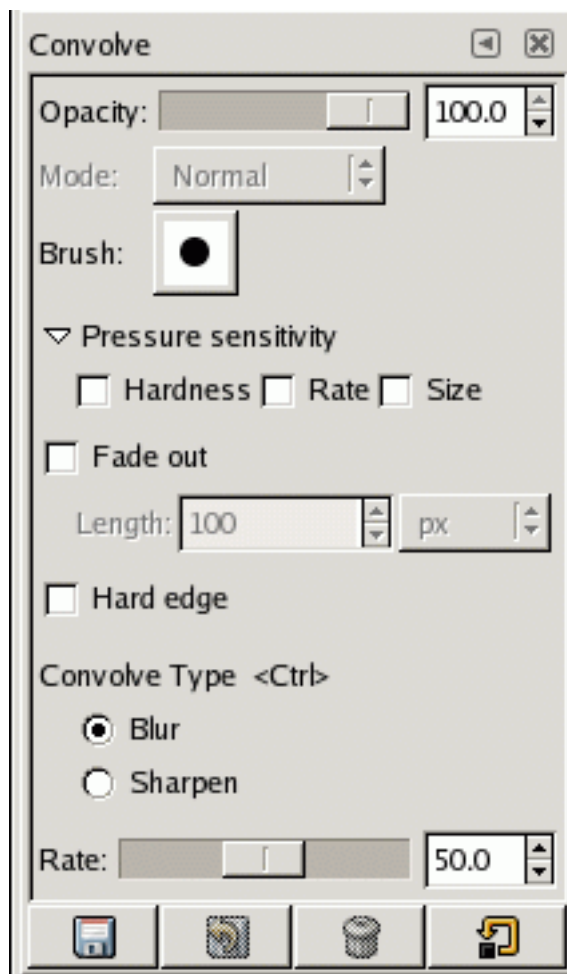 Convolve
Opacity: 100.0
Mode: Normal
Brush:
Pressure sensitivity
Hardness Rate Size
Fade out
Length: 100 px
Hard edge
Convolve Type <Ctrl>
Blur
Sharpen
Rate: 50.0